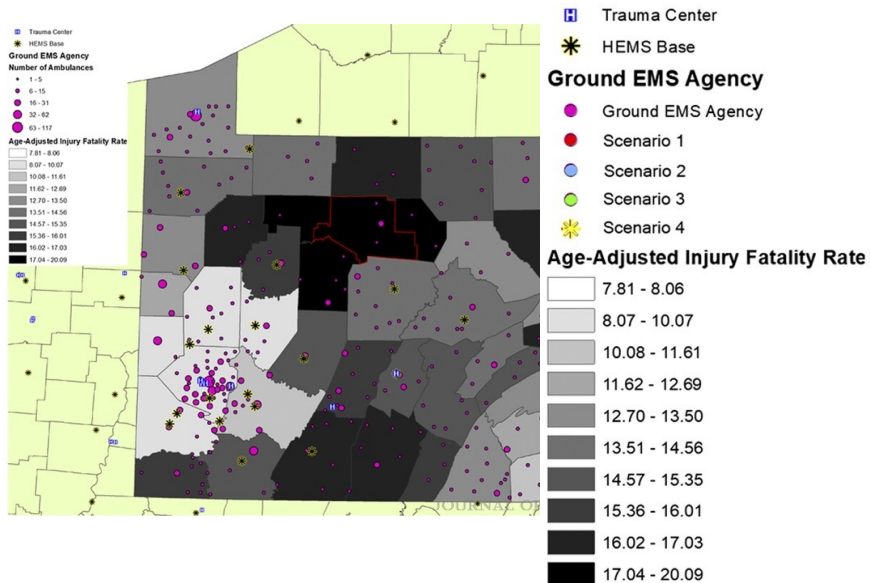 Trauma Center
HEMS Base
Ground EMS Agency
Number of Ambulances
1 - 5
6 - 15
16 - 31
32 - 62
63 - 117
Age-Adjusted Injury Fatality Rate
7.81 - 8.06
8.07 - 10.07
10.08 - 11.61
11.62 - 12.69
12.70 - 13.50
13.51 - 14.56
14.57 - 15.35
15.36 - 16.01
16.02 - 17.03
17.04 - 20.09
JOURNAL OF
Trauma Center
HEMS Base
Ground EMS Agency
Ground EMS Agency
Scenario 1
Scenario 2
Scenario 3
Scenario 4
Age-Adjusted Injury Fatality Rate
7.81 - 8.06
8.07 - 10.07
10.08 - 11.61
11.62 - 12.69
12.70 - 13.50
13.51 - 14.56
14.57 - 15.35
15.36 - 16.01
16.02 - 17.03
17.04 - 20.09